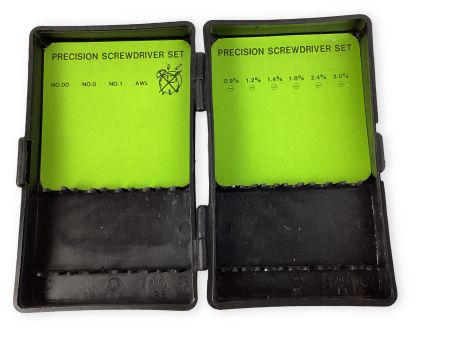 PRECISION SCREWDRIVER SET
NO.00 NO.0 NO.1 AWL
PRECISION SCREWDRIVER SET
0.9% 1.2% 1.4% 1.8% 2.4% 3.0%